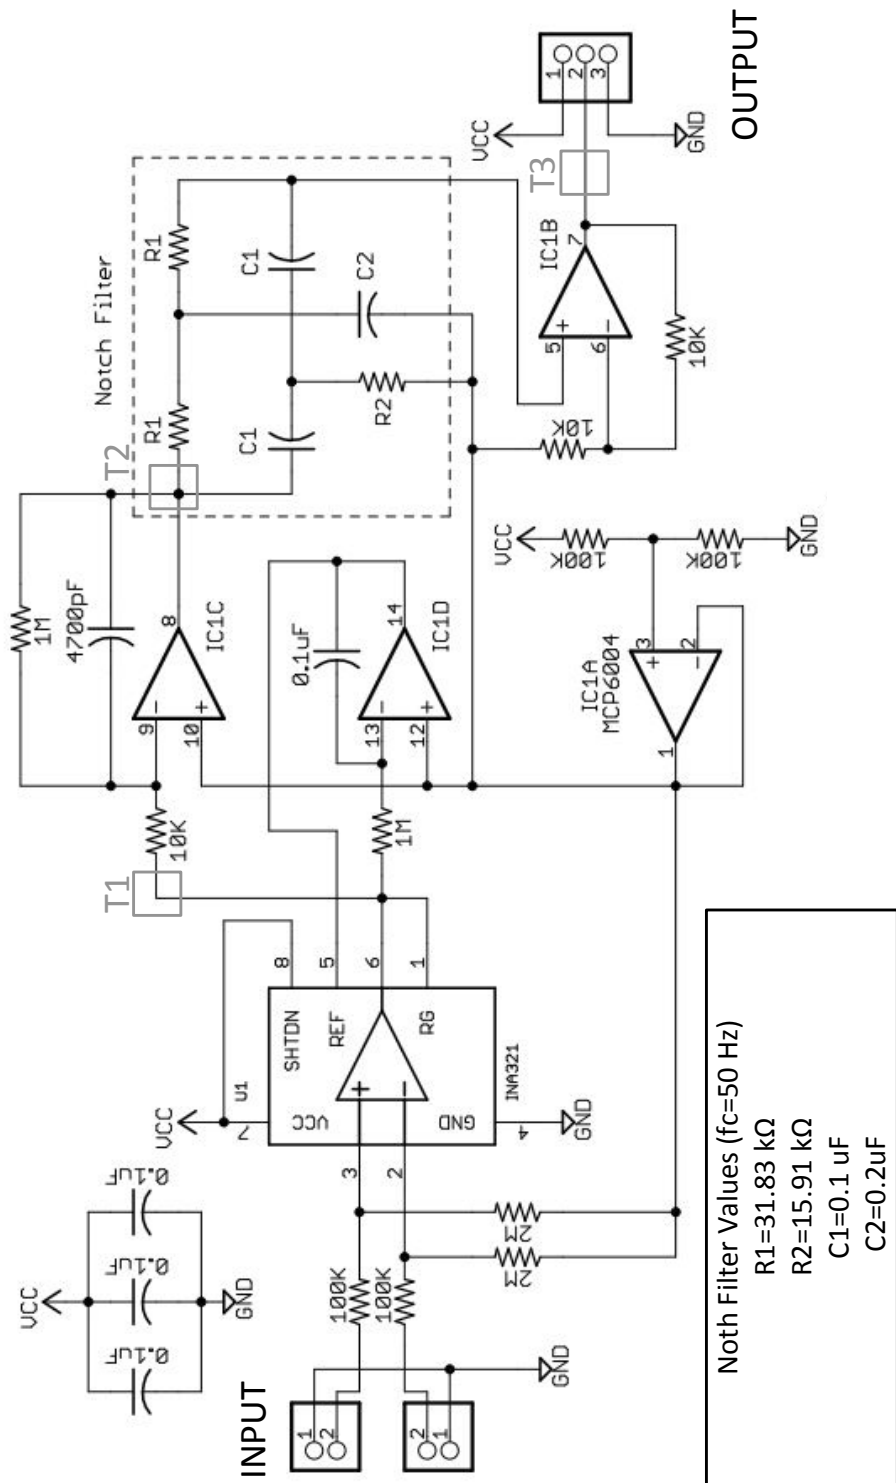 VCC
0.1uF
0.1uF
0.1uF
GND
INPUT
1
2
2
1
GND
100K
100K
2M
2M
VCC
7
U1
3
2
VCC
GND
4
GND
SHTDN
REF
RG
INA321
8
5
6
1
T1
10K
1M
1M
4700pF
9
10
8
IC1C
0.1uF
13
12
14
IC1D
T2
Notch Filter
R1
R1
C1
C1
C2
R2
VCC
100K
100K
GND
3
2
1
IC1A
MCP6004
10K
10K
5
6
7
IC1B
T3
VCC
1
2
3
GND
OUTPUT
Noth Filter Values (fc=50 Hz)
R1=31.83 kΩ
R2=15.91 kΩ
C1=0.1 uF
C2=0.2uF